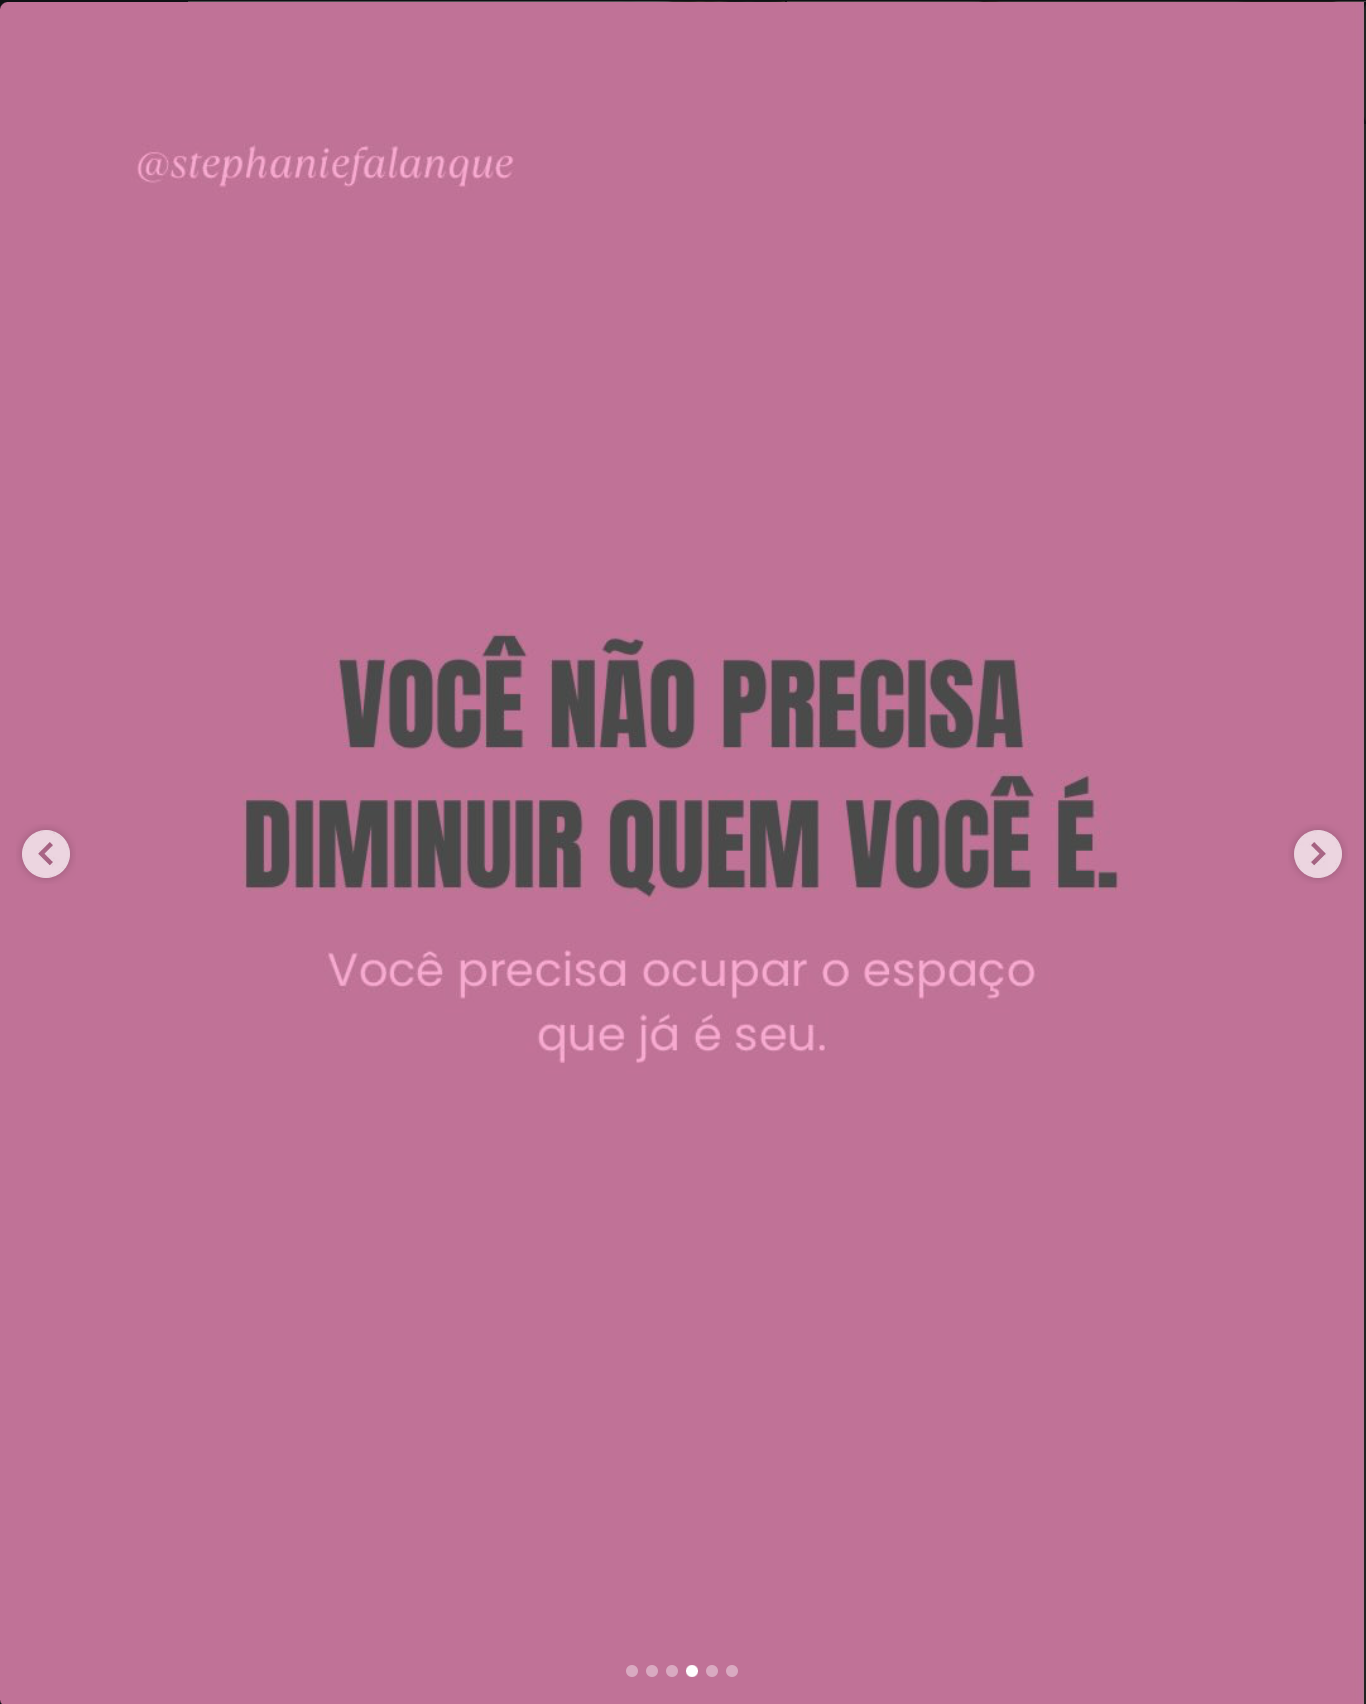 @stephaniefalanque
VOCÊ NÃO PRECISA
DIMINUIR QUEM VOCÊ É.
Você precisa ocupar o espaço
que já é seu.